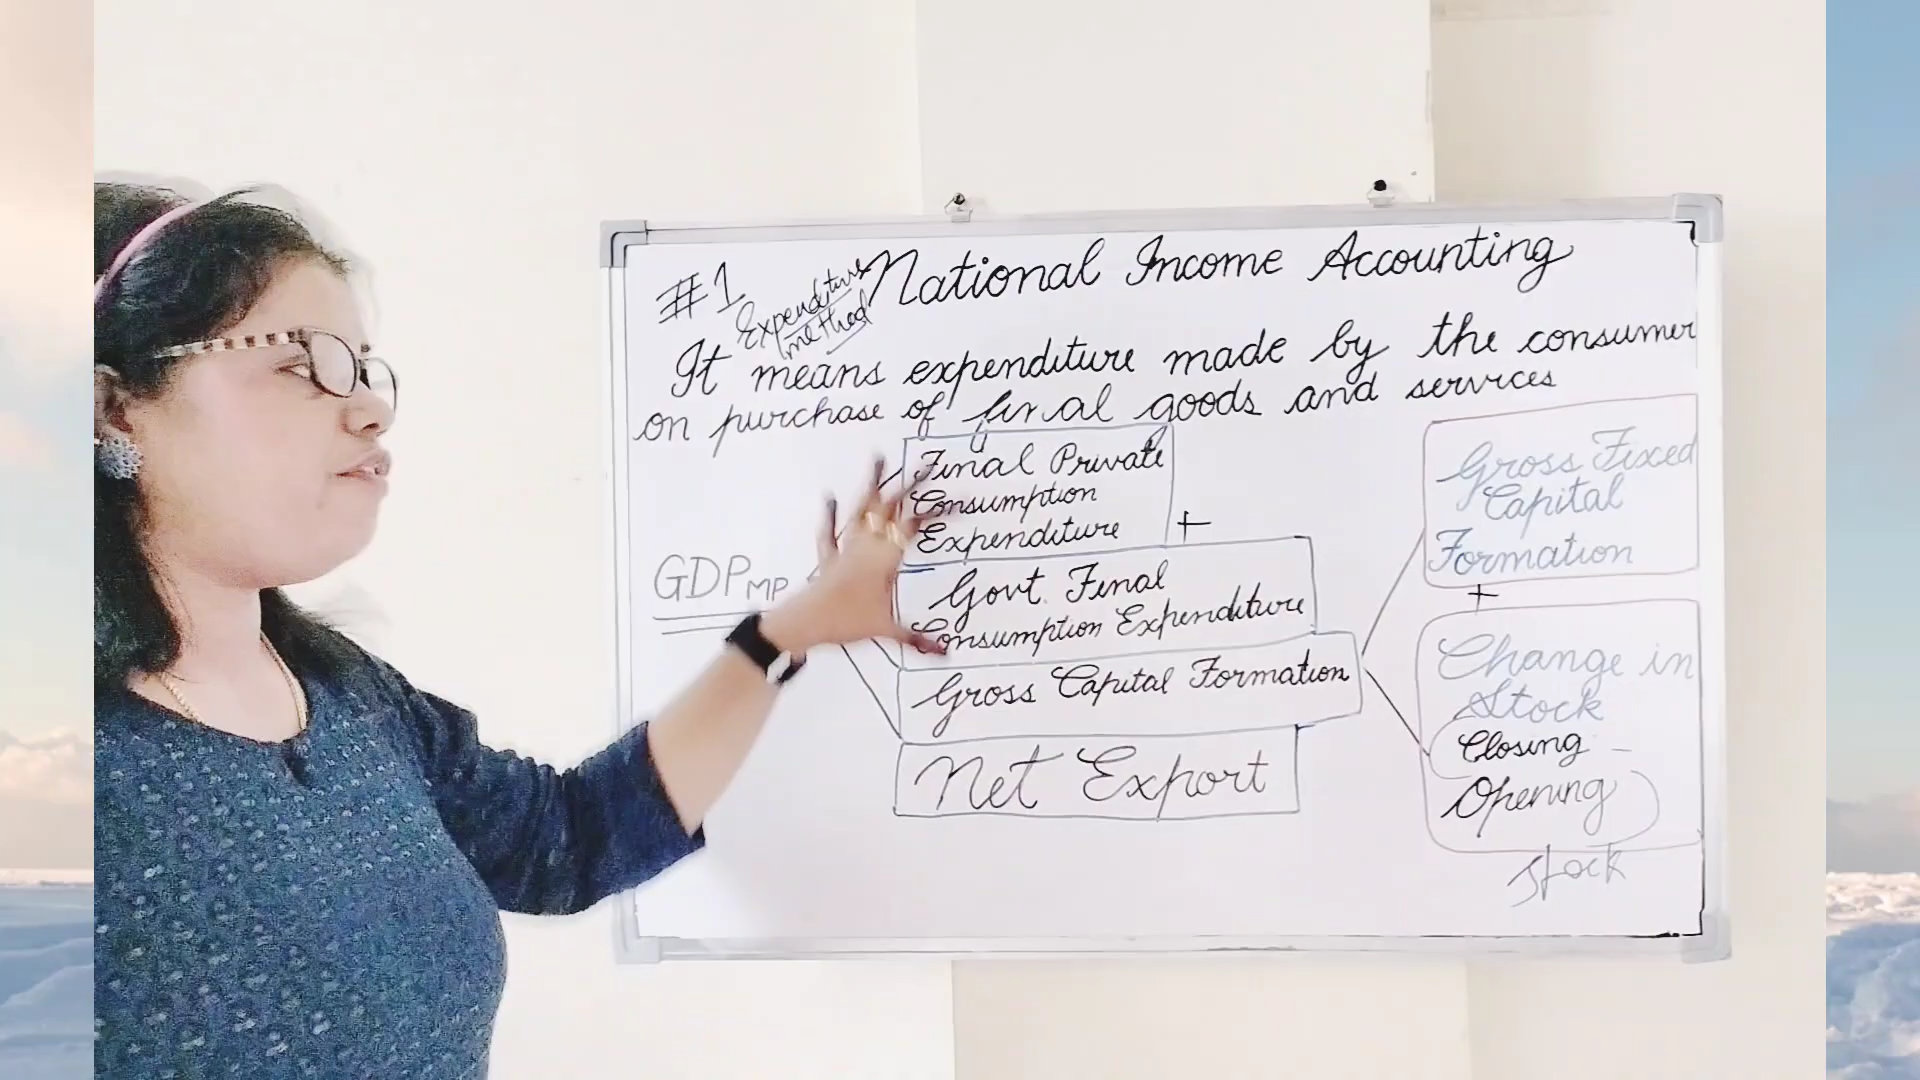 #1 Expenditure
method
National Income Accounting
It means expenditure made by the consumer
on purchase of final goods and services
Final Private
Consumption
Expenditure
+
GDPMP
Govt. Final
Consumption Expenditure
Gross Capital Formation
Net Export
Gross Fixed
Capital
Formation
+
Change in
Stock
Closing -
Opening
Stock